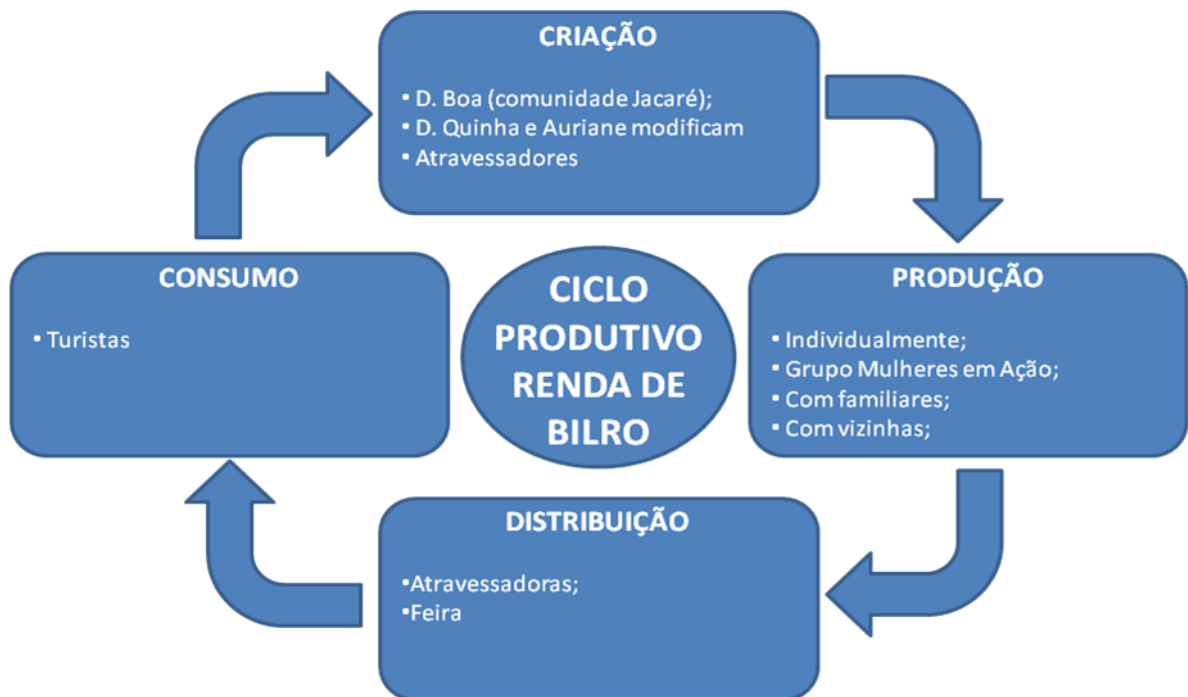 CRIAÇÃO
▪ D. Boa (comunidade Jacaré);
▪ D. Quinha e Auriane modificam
▪ Atravessadores
CONSUMO
▪ Turistas
CICLO
PRODUTIVO
RENDA DE
BILRO
PRODUÇÃO
▪ Individualmente;
▪ Grupo Mulheres em Ação;
▪ Com familiares;
▪ Com vizinhas;
DISTRIBUIÇÃO
▪Atravessadoras;
▪Feira